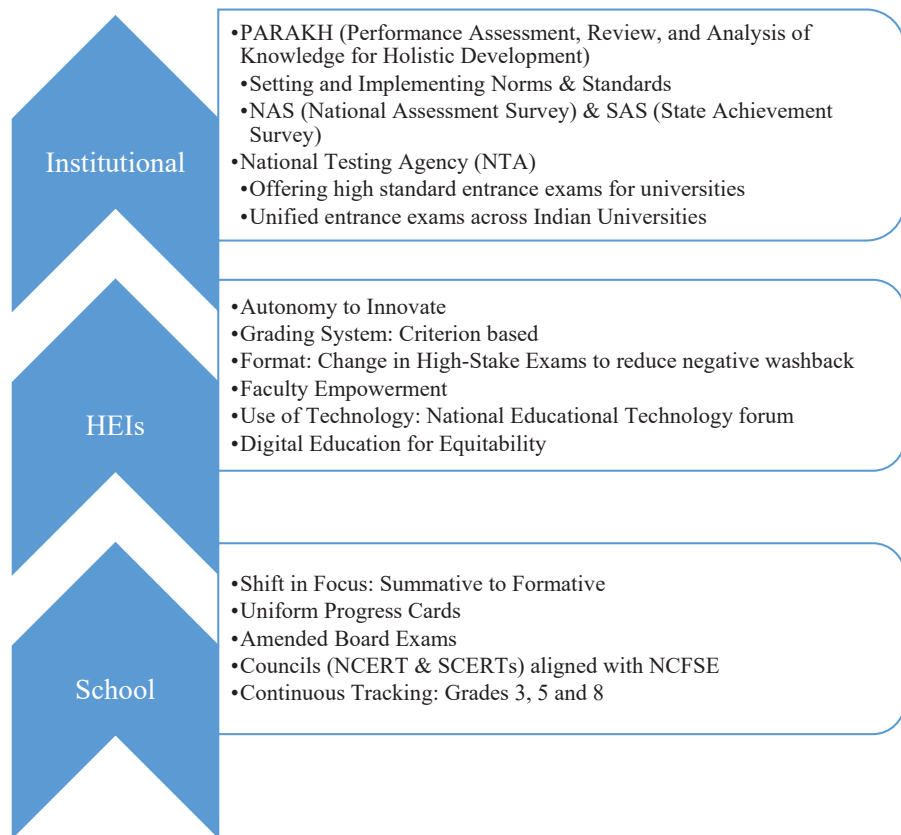 Institutional
•PARAKH (Performance Assessment, Review, and Analysis of
Knowledge for Holistic Development)
•Setting and Implementing Norms & Standards
•NAS (National Assessment Survey) & SAS (State Achievement
Survey)
•National Testing Agency (NTA)
•Offering high standard entrance exams for universities
•Unified entrance exams across Indian Universities
HEIs
•Autonomy to Innovate
•Grading System: Criterion based
•Format: Change in High-Stake Exams to reduce negative washback
•Faculty Empowerment
•Use of Technology: National Educational Technology forum
•Digital Education for Equitability
School
•Shift in Focus: Summative to Formative
•Uniform Progress Cards
•Amended Board Exams
•Councils (NCERT & SCERTs) aligned with NCFSE
•Continuous Tracking: Grades 3, 5 and 8